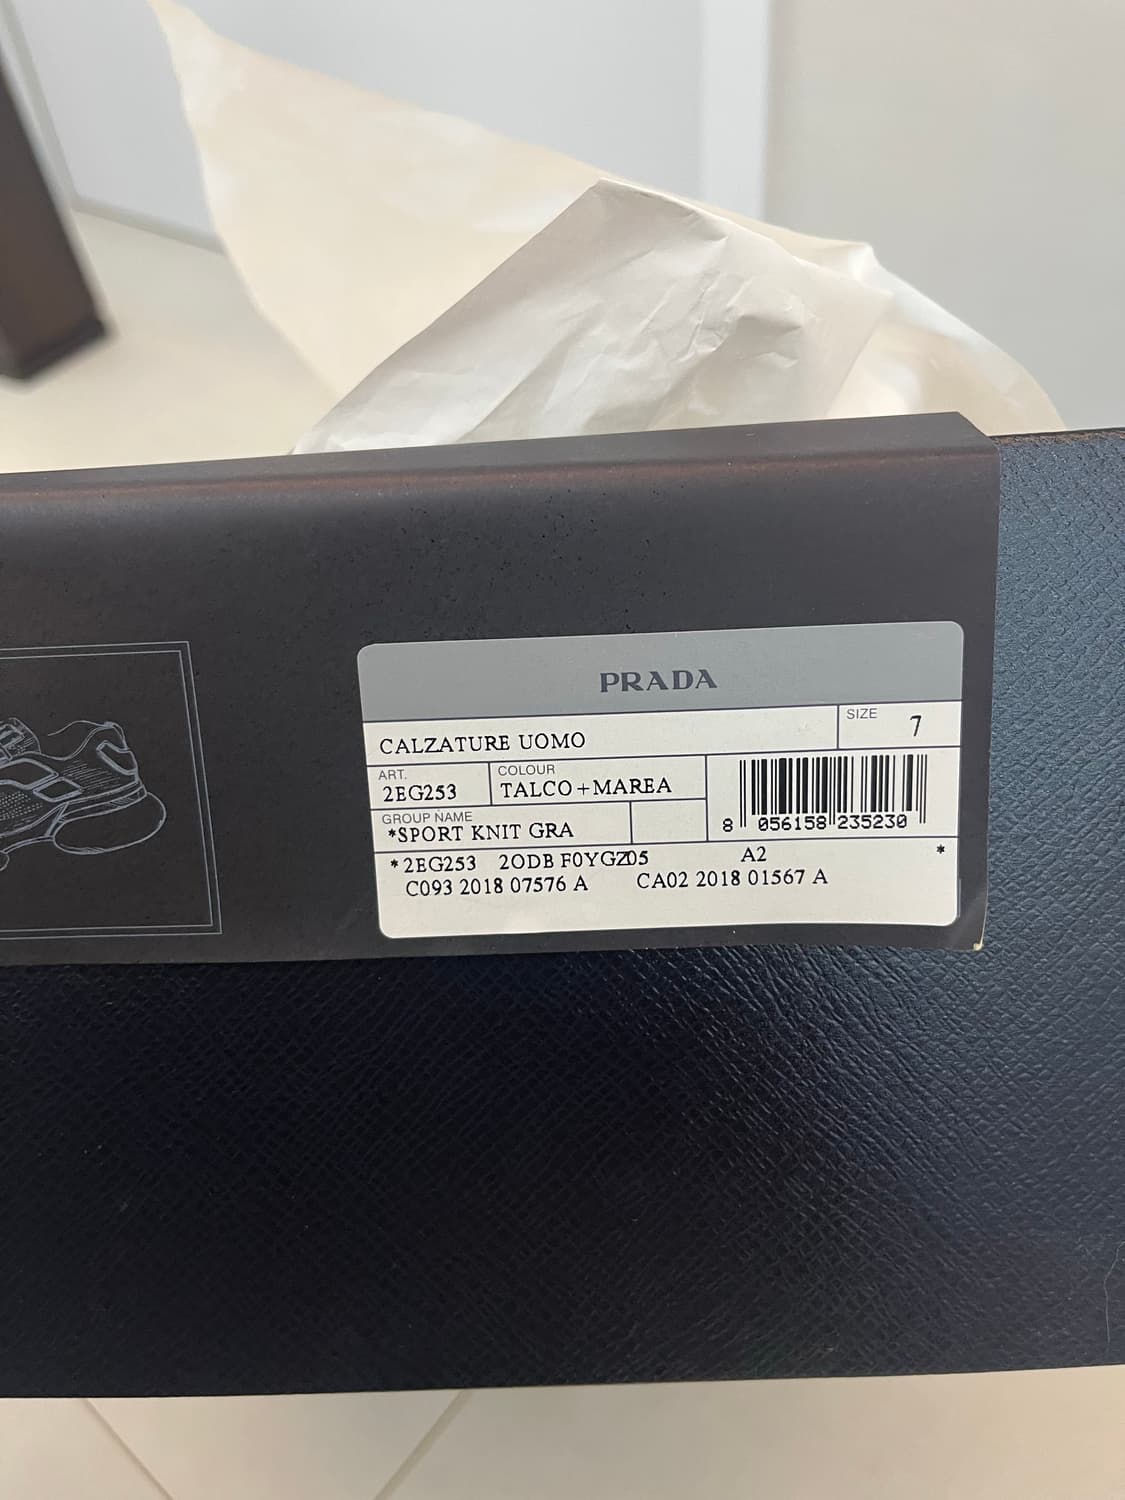 PRADA
CALZATURE UOMO
SIZE 7
ART.
2EG253
COLOUR
TALCO+MAREA
GROUP NAME
*SPORT KNIT GRA
8 056158 235230
*2EG253 2ODB F0YGZ05 A2 *
C093 2018 07576 A CA02 2018 01567 A